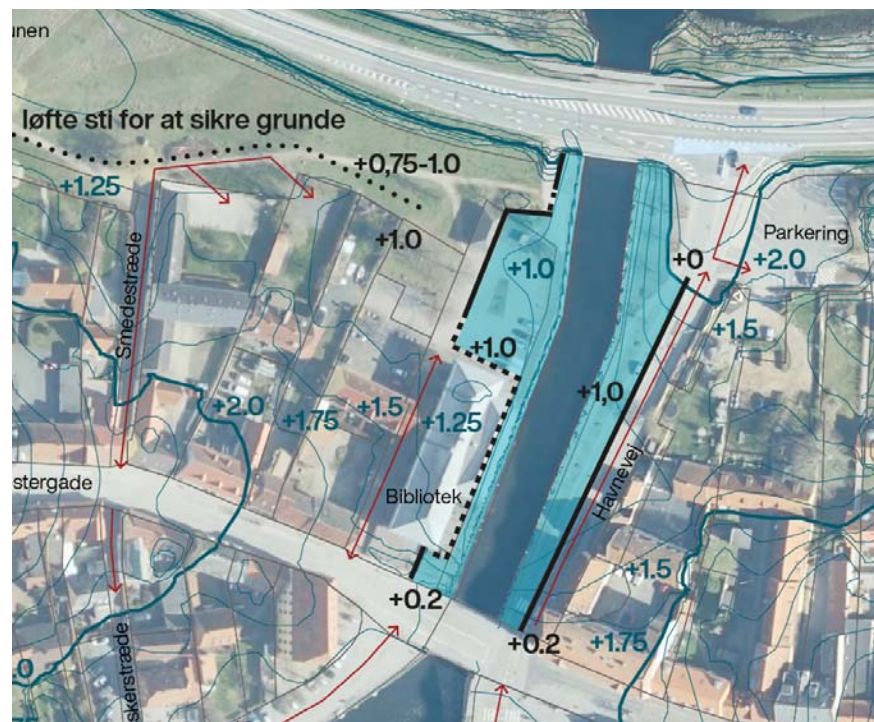 unen
løfte sti for at sikre grunde
+0,75-1.0
+1.25
+1.0
Smedestræde
Parkering
+0
+2.0
+1.0
+1.5
+1.0
+1,0
+2.0
+1.75
+1.5
+1.25
Havnevej
stergade
Bibliotek
+1.5
+0.2
+0.2
+1.75
skerstræde
.0